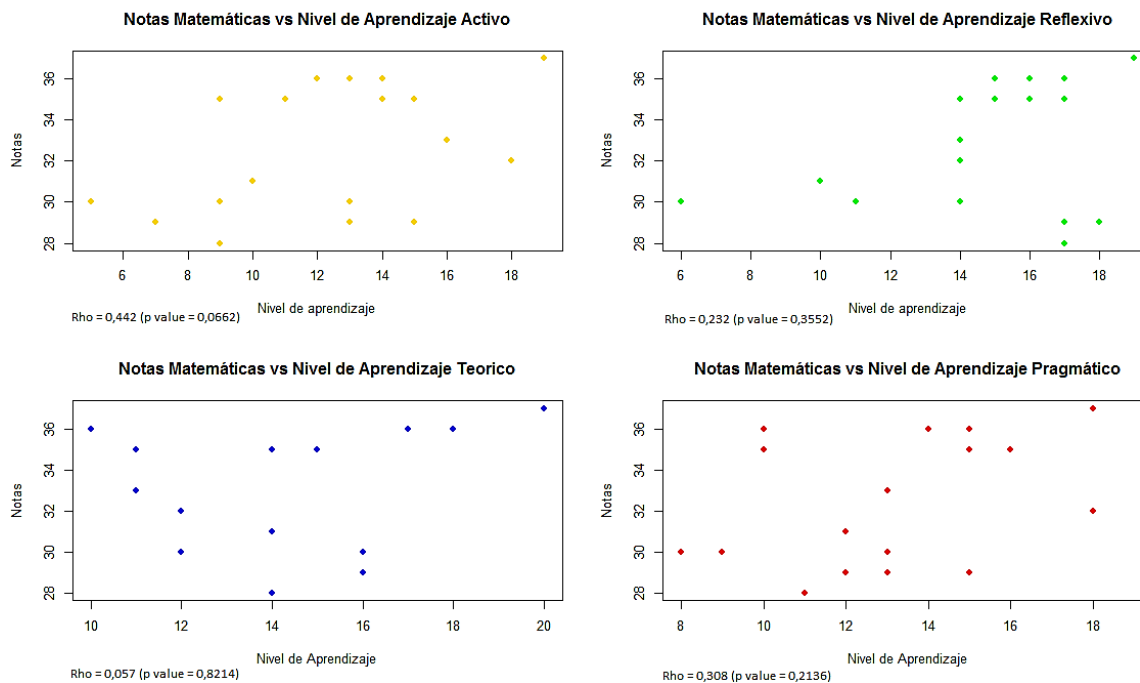 Notas Matemáticas vs Nivel de Aprendizaje Activo
Notas
36
34
32
30
28
6 8 10 12 14 16 18
Nivel de aprendizaje
Rho = 0,442 (p value = 0,0662)
Notas Matemáticas vs Nivel de Aprendizaje Reflexivo
Notas
36
34
32
30
28
6 8 10 12 14 16 18
Nivel de aprendizaje
Rho = 0,232 (p value = 0,3552)
Notas Matemáticas vs Nivel de Aprendizaje Teorico
Notas
36
34
32
30
28
10 12 14 16 18 20
Nivel de Aprendizaje
Rho = 0,057 (p value = 0,8214)
Notas Matemáticas vs Nivel de Aprendizaje Pragmático
Notas
36
34
32
30
28
8 10 12 14 16 18
Nivel de Aprendizaje
Rho = 0,308 (p value = 0,2136)